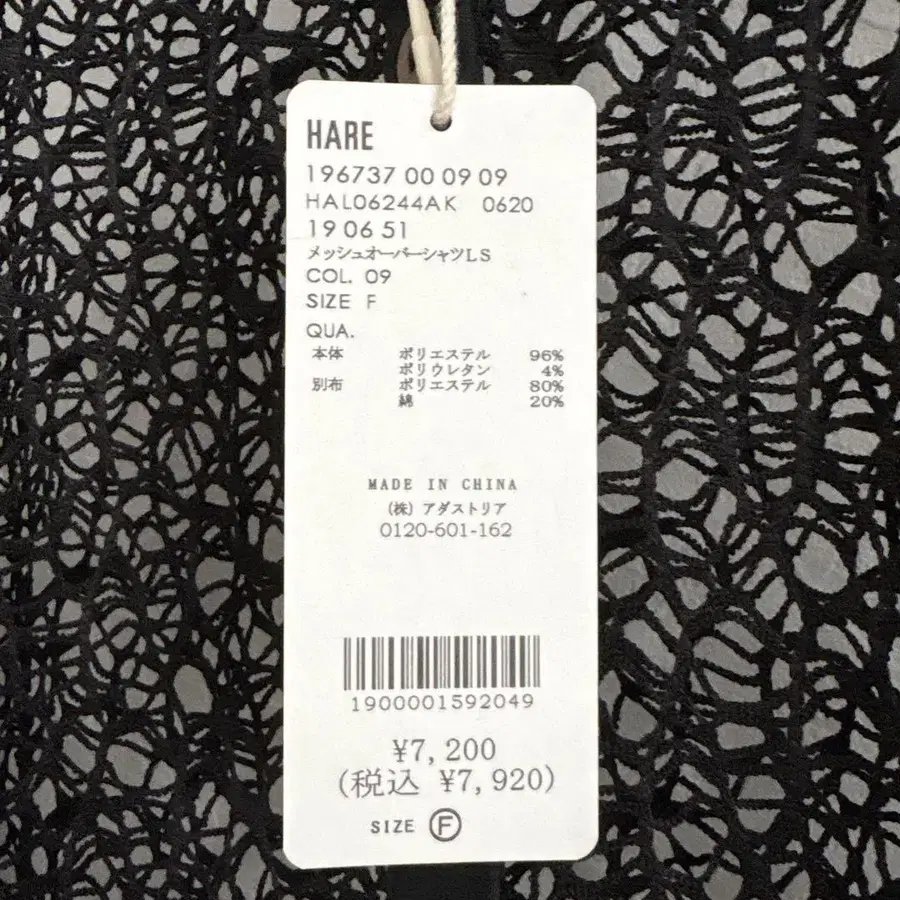 HARE
196737 00 09 09
HAL06244AK 0620
19 06 51
メッシュオーバーシャツLS
COL. 09
SIZE F
QUA.
本体 ポリエステル 96%
ポリウレタン 4%
別布 ポリエステル 80%
綿 20%
MADE IN CHINA
(株) アダストリア
0120-601-162
1900001592049
¥7,200
(税込 ¥7,920)
SIZE F